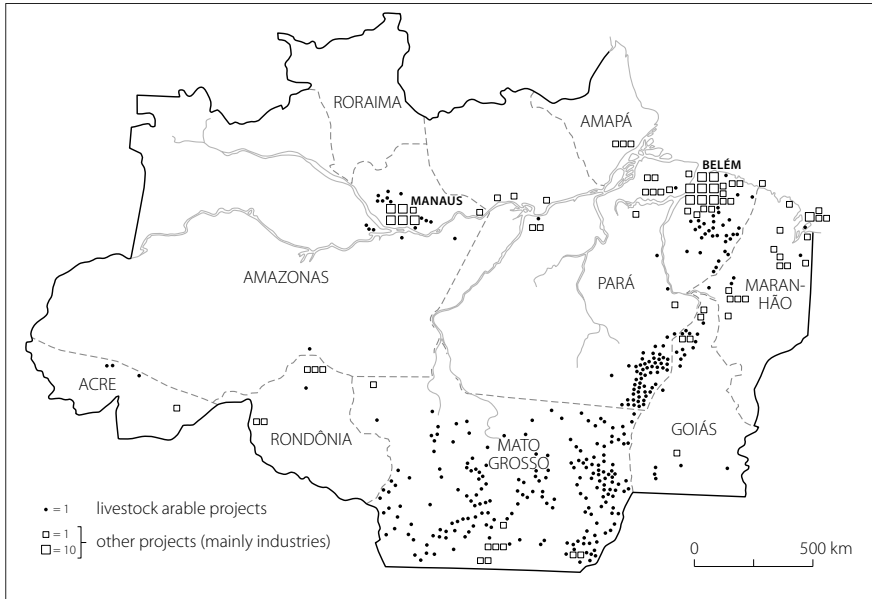 RORAIMA
AMAPÁ
BELÉM
MANAUS
AMAZONAS
PARÁ
MARAN-
HÃO
ACRE
RONDÔNIA
MATO
GROSSO
GOIÁS
= 1 livestock arable projects
= 1
= 10
other projects (mainly industries)
0 500 km